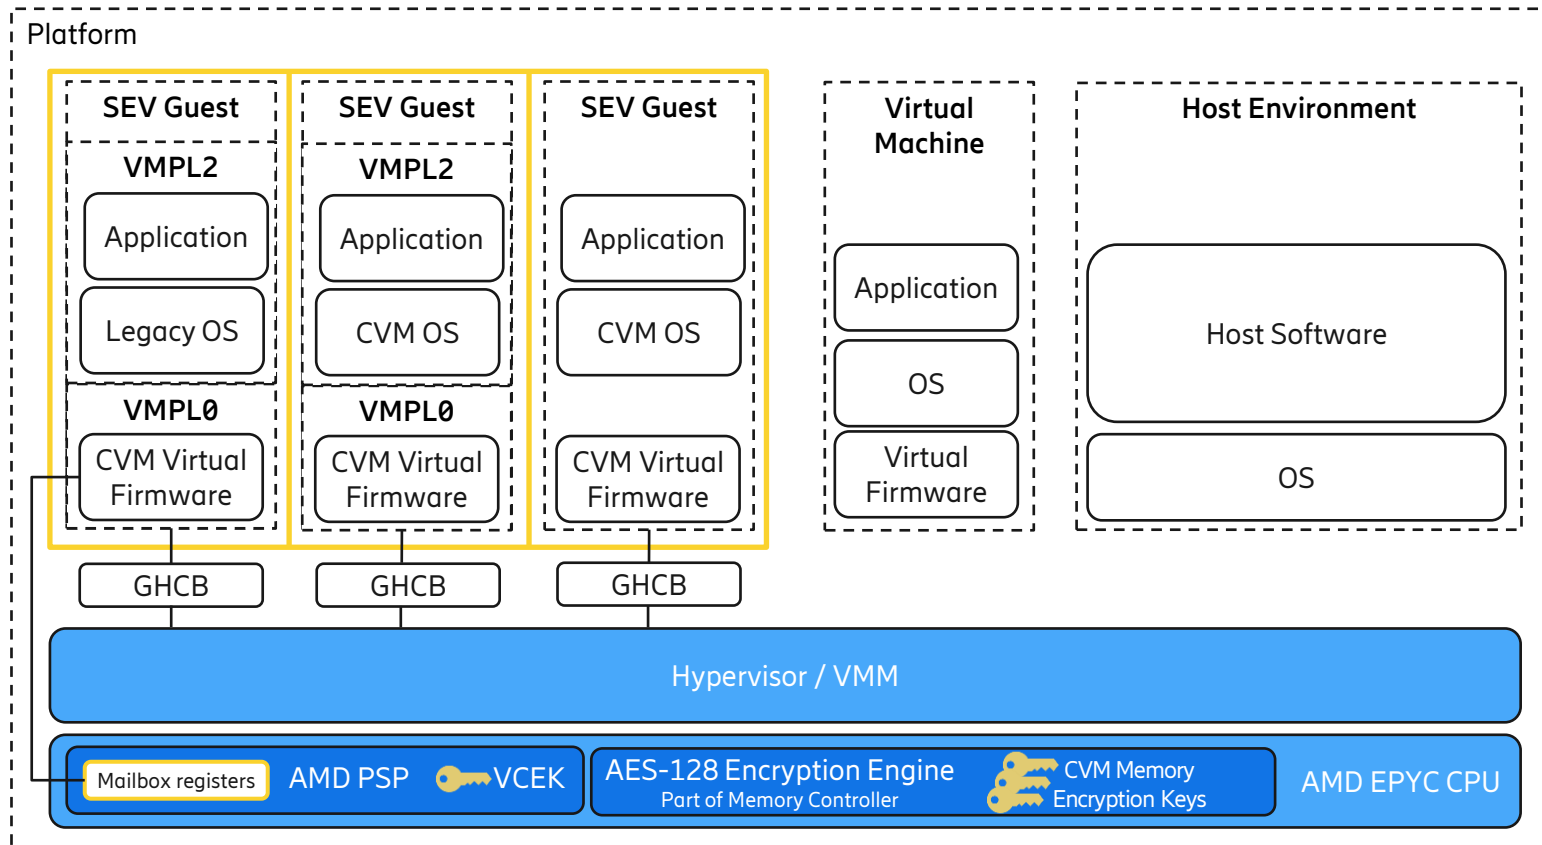 Platform
SEV Guest
VMPL2
Application
Legacy OS
VMPL0
CVM Virtual
Firmware
GHCB
SEV Guest
VMPL2
Application
CVM OS
VMPL0
CVM Virtual
Firmware
GHCB
SEV Guest
Application
CVM OS
CVM Virtual
Firmware
GHCB
Virtual
Machine
Application
OS
Virtual
Firmware
Host Environment
Host Software
OS
Hypervisor / VMM
Mailbox registers
AMD PSP
VCEK
AES-128 Encryption Engine
Part of Memory Controller
CVM Memory
Encryption Keys
AMD EPYC CPU